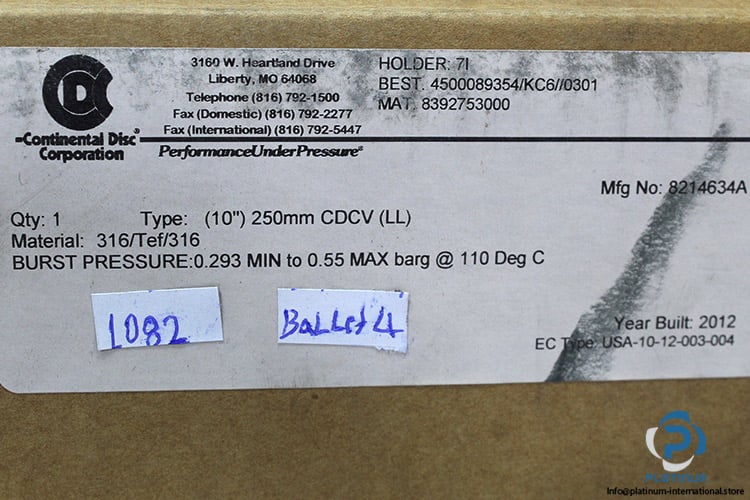 3160 W. Heartland Drive
Liberty, MO 64068
Telephone (816) 792-1500
Fax (Domestic) (816) 792-2277
Fax (International) (816) 792-5447
HOLDER: 7I
BEST. 4500089354/KC6//0301
MAT. 8392753000
CDC
Continental Disc®
Corporation
PerformanceUnderPressure®
Mfg No: 8214634A
Qty: 1 Type: (10") 250mm CDCV (LL)
Material: 316/Tef/316
BURST PRESSURE:0.293 MIN to 0.55 MAX barg @ 110 Deg C
1082
Ballet4
Year Built: 2012
EC Type: USA-10-12-003-004
PLATINUM
Info@platinum-international.store